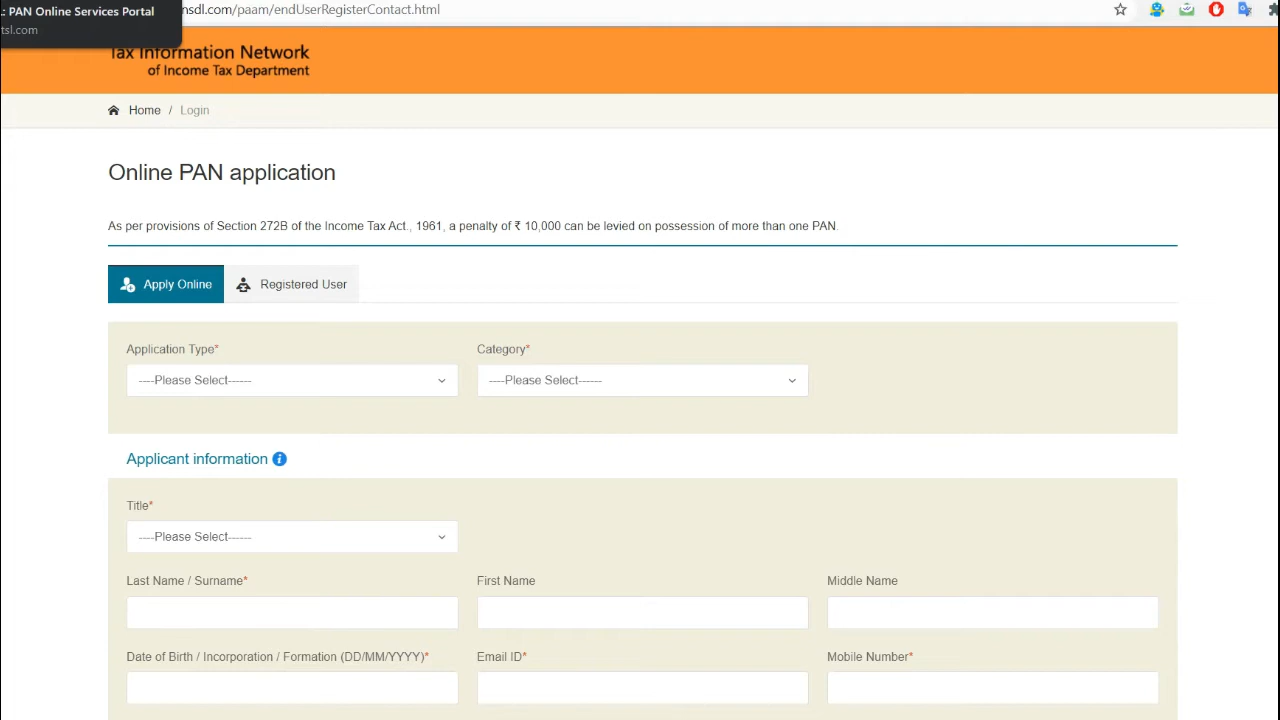 : PAN Online Services Portal
tsl.com
nsdl.com/paam/endUserRegisterContact.html
Tax Information Network
of Income Tax Department
Home / Login
Online PAN application
As per provisions of Section 272B of the Income Tax Act., 1961, a penalty of ₹ 10,000 can be levied on possession of more than one PAN.
Apply Online Registered User
Application Type* Category*
----Please Select------ ----Please Select------
Applicant information
Title*
----Please Select------
Last Name / Surname* First Name Middle Name
Date of Birth / Incorporation / Formation (DD/MM/YYYY)* Email ID* Mobile Number*